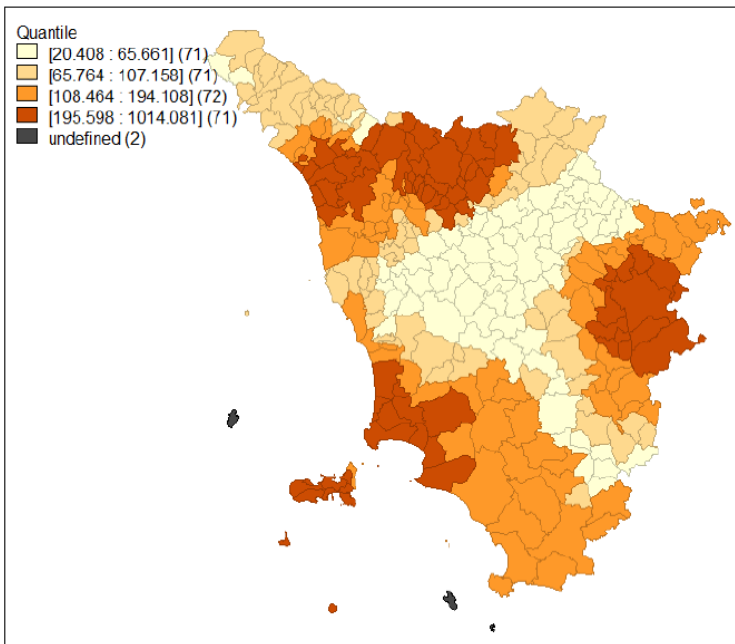 Quantile
[20.408 : 65.661] (71)
[65.764 : 107.158] (71)
[108.464 : 194.108] (72)
[195.598 : 1014.081] (71)
undefined (2)